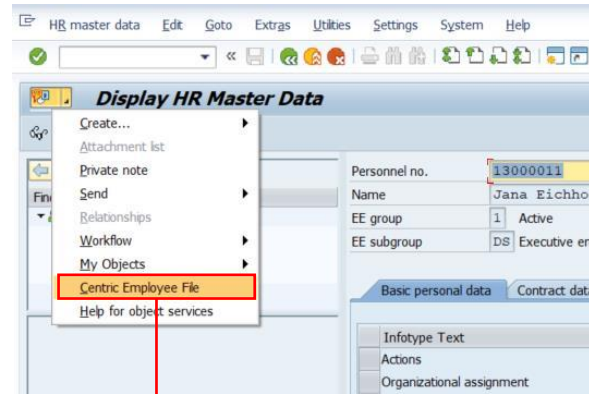 HR master data Edit Goto Extras Utilities Settings System Help
Display HR Master Data
Create...
Attachment list
Private note
Send
Relationships
Workflow
My Objects
Centric Employee File
Help for object services
Personnel no. 13000011
Name Jana Eichho
EE group 1 Active
EE subgroup DS Executive em
Basic personal data Contract data
Infotype Text
Actions
Organizational assignment